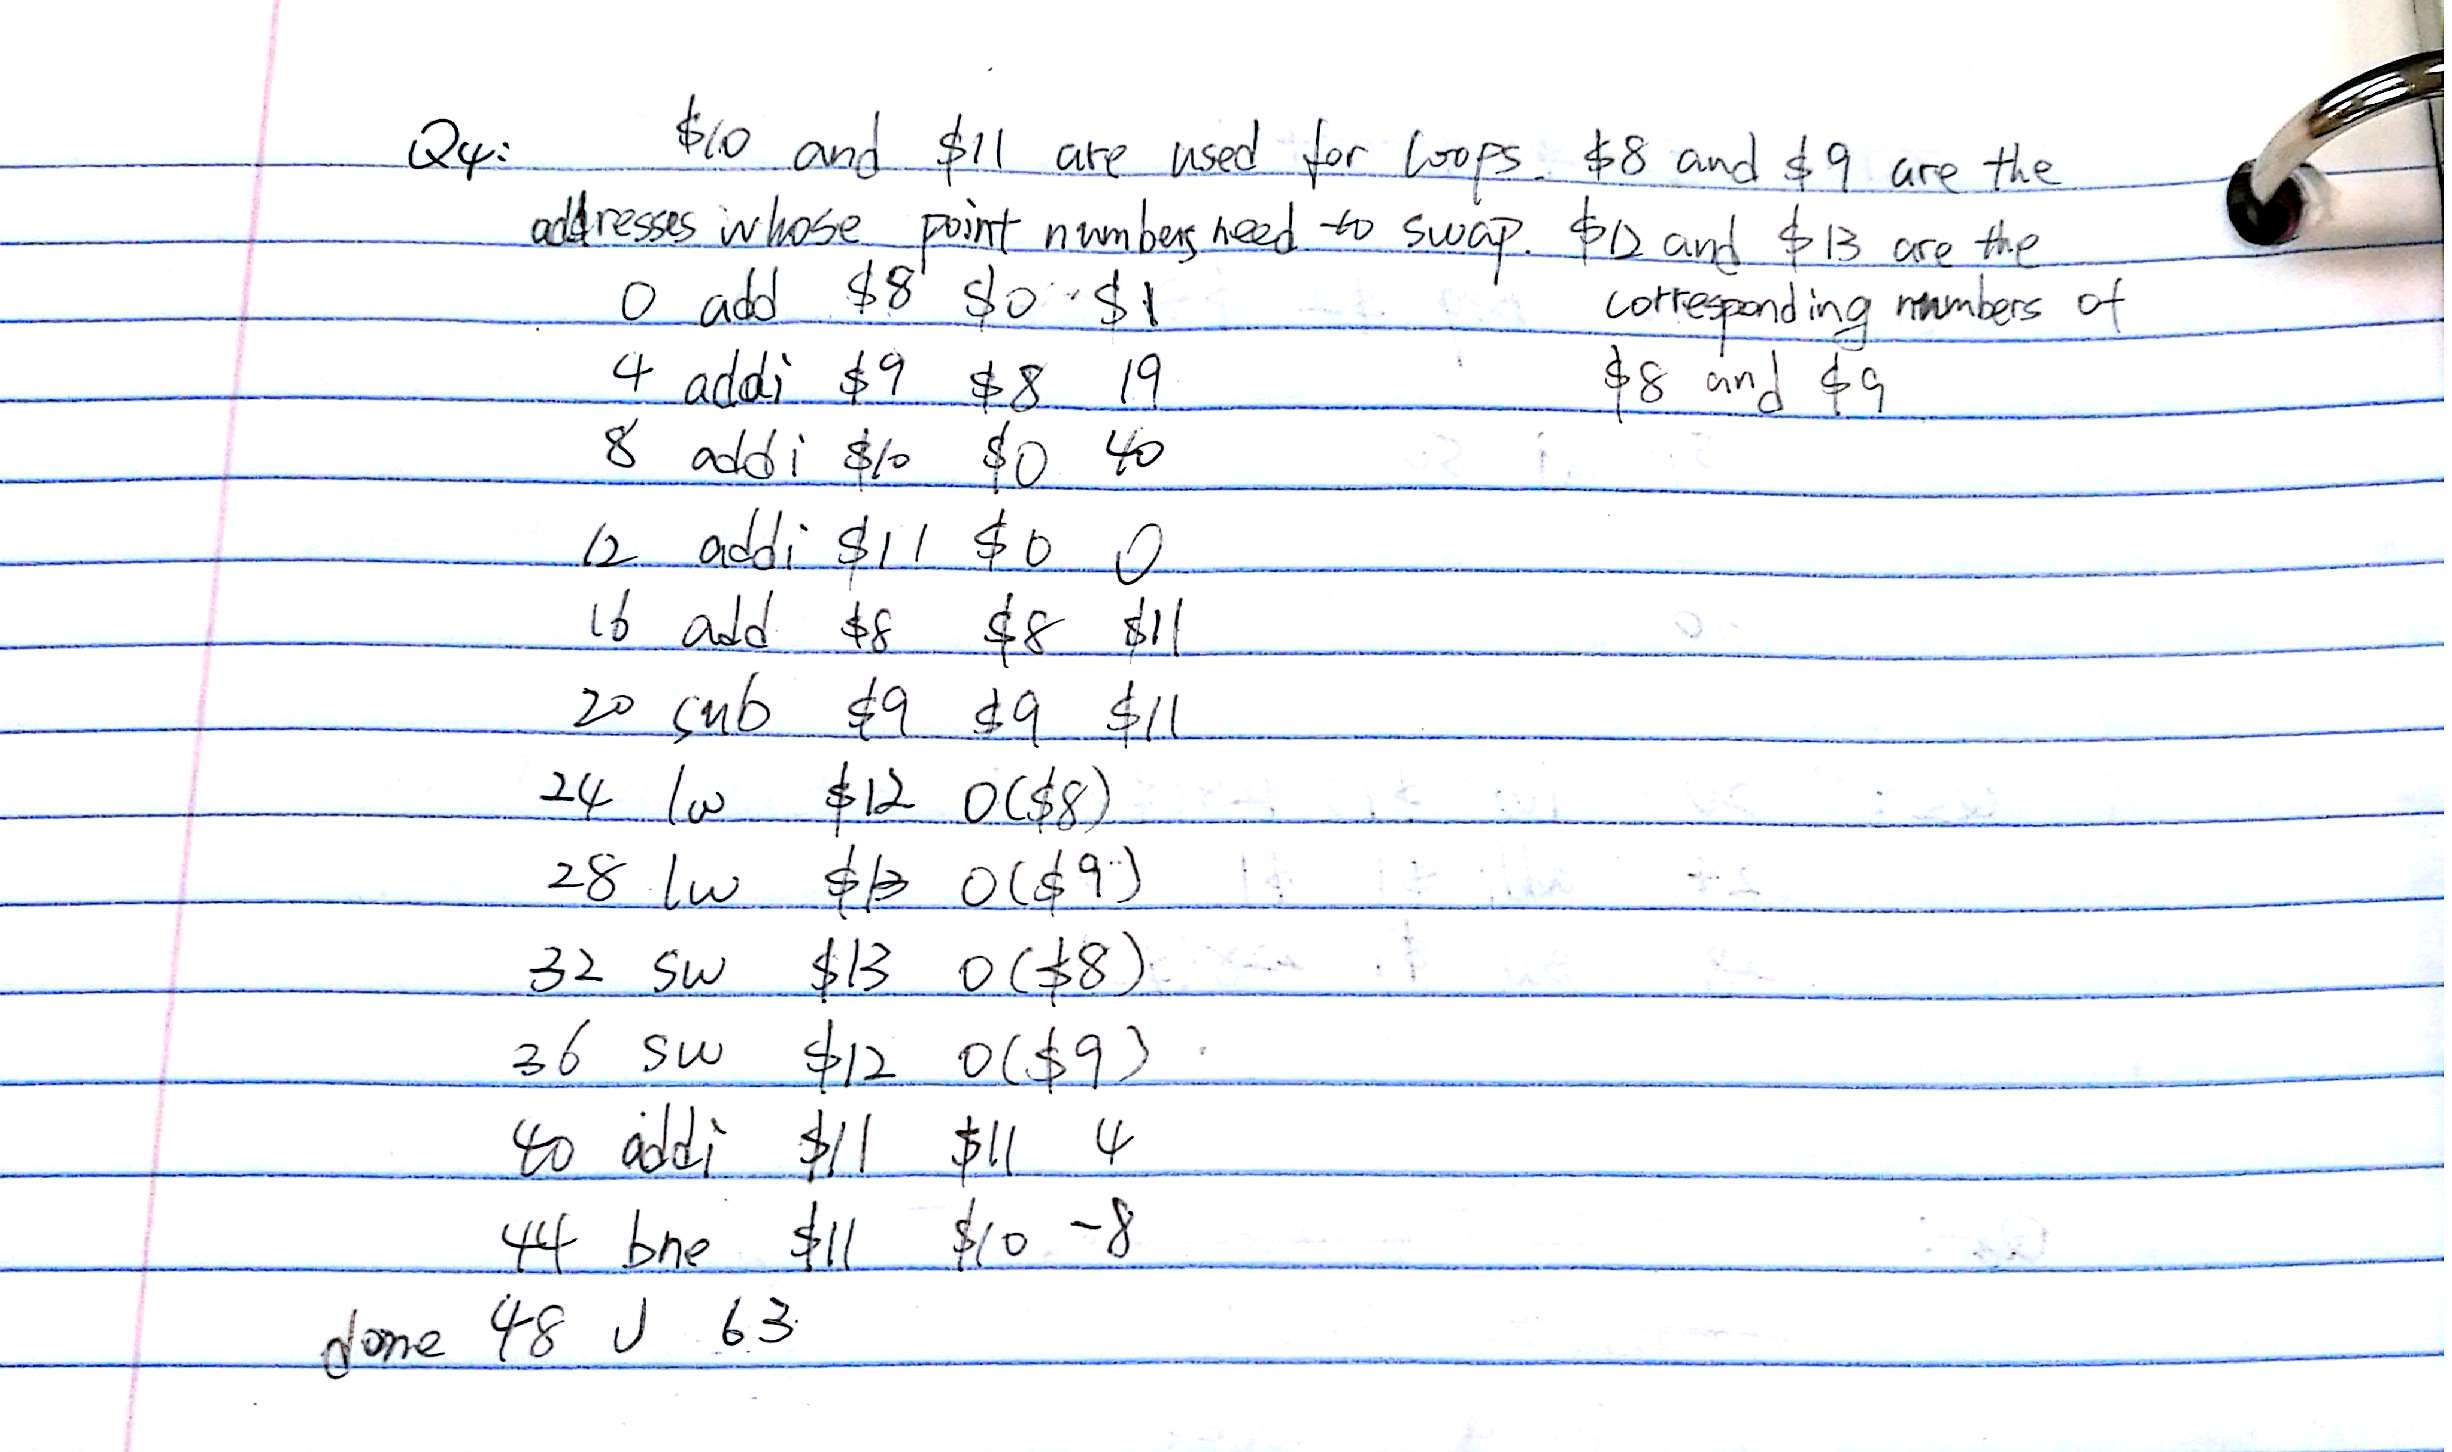 Q4: $10 and $11 are used for loops. $8 and $9 are the
addresses whose point numbers need to swap. $12 and $13 are the
corresponding numbers of
$8 and $9
0 add $8 $0 $1
4 addi $9 $8 19
8 addi $10 $0 40
12 addi $11 $0 0
16 add $8 $8 $11
20 sub $9 $9 $11
24 lw $12 0($8)
28 lw $13 0($9)
32 sw $13 0($8)
36 sw $12 0($9)
40 addi $11 $11 4
44 bne $11 $10 -8
done 48 J 63